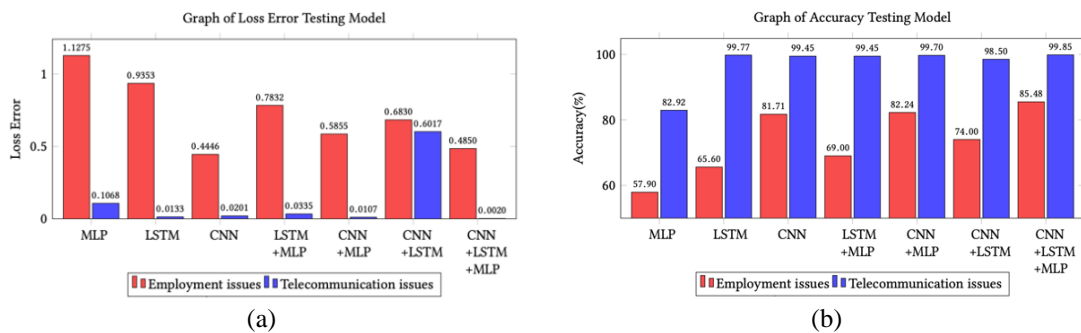 Graph of Loss Error Testing Model
Loss Error
1
0.5
0
1.1275
0.1068
0.9353
0.0133
0.4446
0.0201
0.7832
0.0335
0.5855
0.0107
0.6830
0.6017
0.4850
0.0020
MLP
LSTM
CNN
LSTM
+MLP
CNN
+MLP
CNN
+LSTM
CNN
+LSTM
+MLP
Employment issues Telecommunication issues
(a)
Graph of Accuracy Testing Model
Accuracy(%)
100
80
60
57.90
82.92
65.60
99.77
81.71
99.45
69.00
99.45
82.24
99.70
74.00
98.50
85.48
99.85
MLP
LSTM
CNN
LSTM
+MLP
CNN
+MLP
CNN
+LSTM
CNN
+LSTM
+MLP
Employment issues Telecommunication issues
(b)